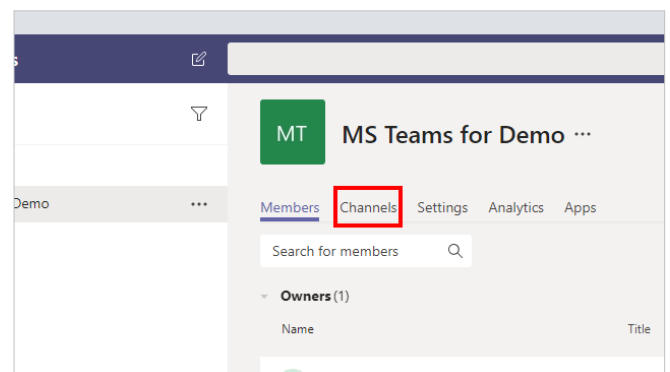 s
MT
MS Teams for Demo ...
Demo ...
Members Channels Settings Analytics Apps
Search for members
Owners (1)
Name Title